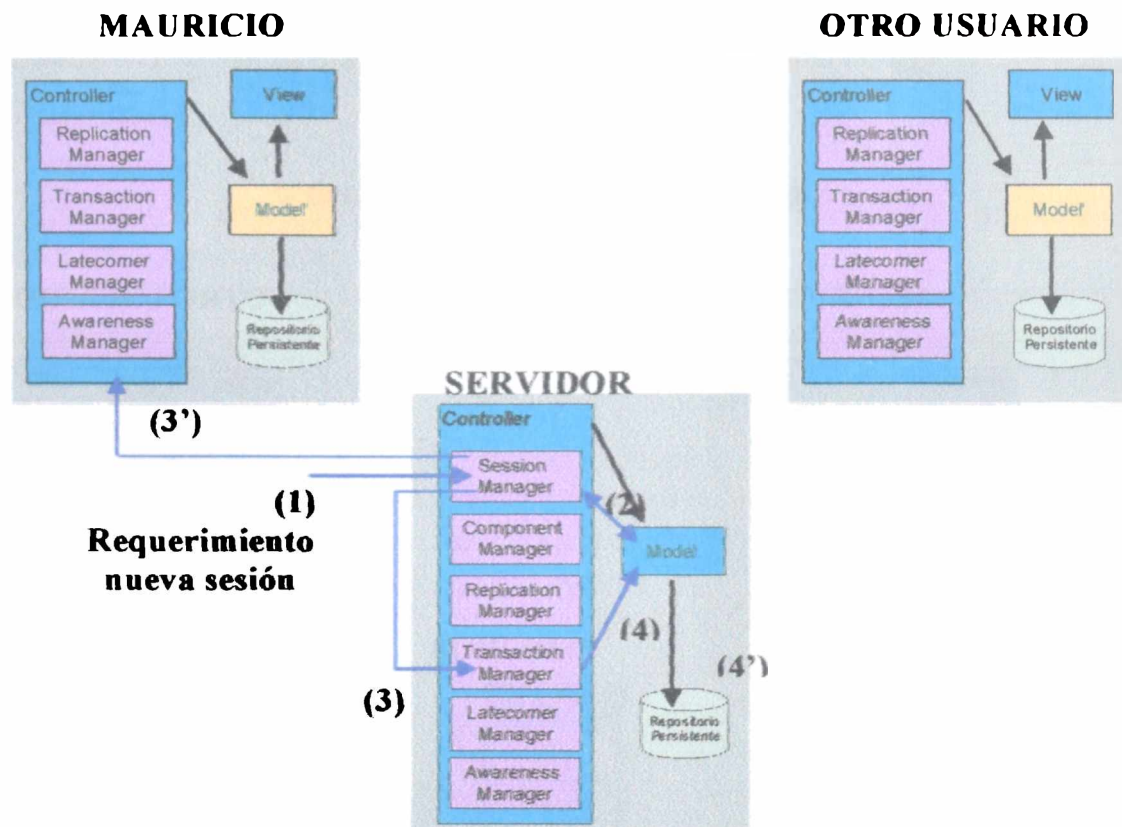 MAURICIO
Controller
View
Replication
Manager
Transaction
Manager
Model
Latecomer
Manager
Awareness
Manager
Repositorio
Persistente
OTRO USUARIO
Controller
View
Replication
Manager
Transaction
Manager
Model
Latecomer
Manager
Awareness
Manager
Repositorio
Persistente
(3')
(1)
Requerimiento
nueva sesión
SERVIDOR
Controller
Session
Manager
(2)
Component
Manager
Model
Replication
Manager
(4)
Transaction
Manager
(4')
(3)
Latecomer
Manager
Repositorio
Persistente
Awareness
Manager